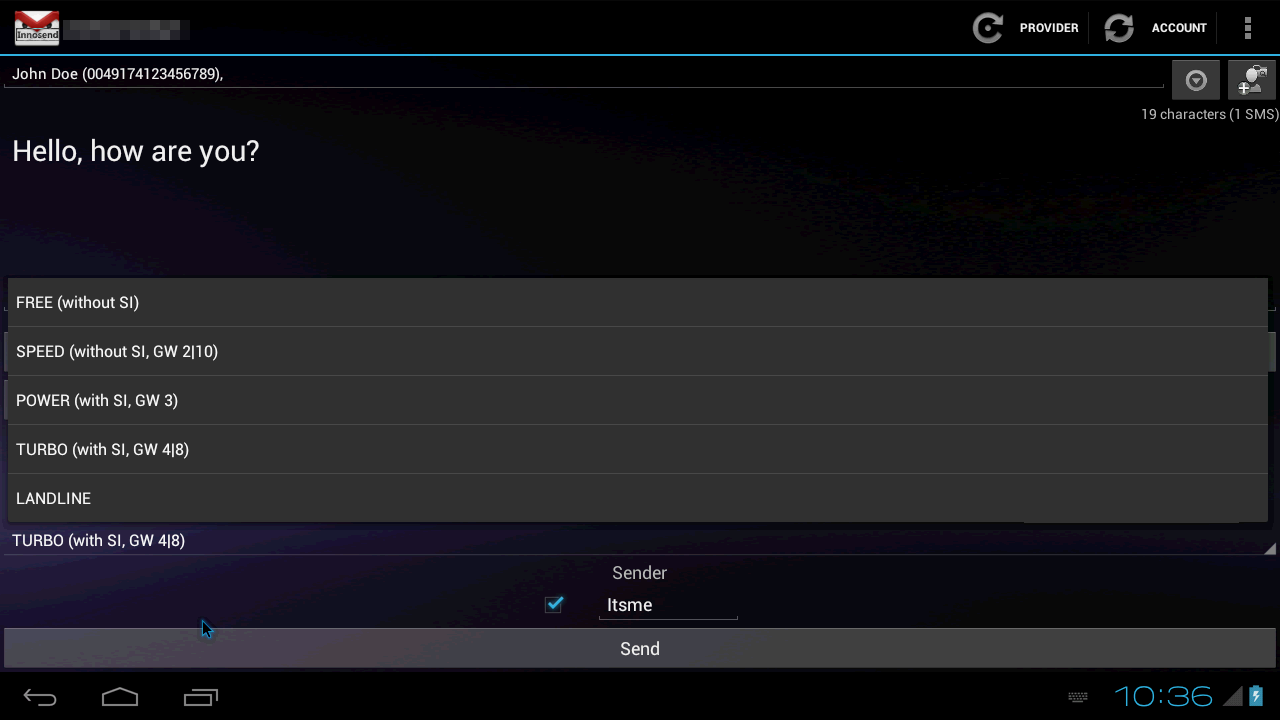 Innosend
PROVIDER
ACCOUNT
John Doe (0049174123456789),
19 characters (1 SMS)
Hello, how are you?
FREE (without SI)
SPEED (without SI, GW 2|10)
POWER (with SI, GW 3)
TURBO (with SI, GW 4|8)
LANDLINE
TURBO (with SI, GW 4|8)
Sender
Itsme
Send
10:36